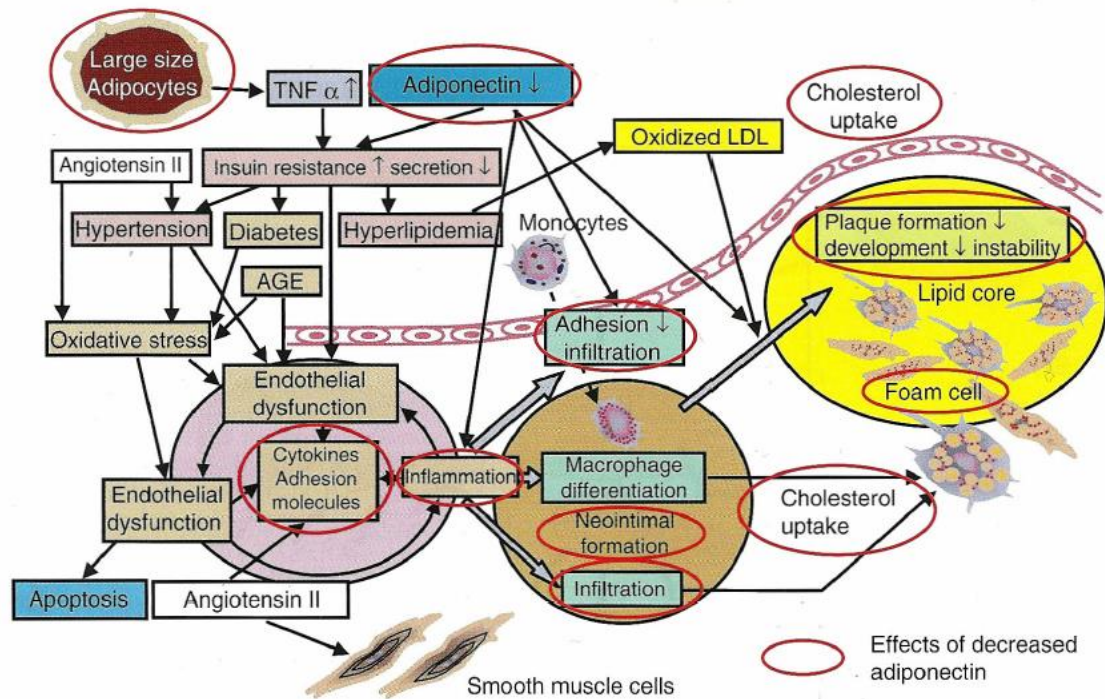 Large size
Adipocytes
TNF α ↑
Adiponectin ↓
Cholesterol
uptake
Oxidized LDL
Angiotensin II
Insuin resistance ↑ secretion ↓
Hypertension
Diabetes
Hyperlipidemia
Monocytes
Plaque formation ↓
development ↓ instability
AGE
Lipid core
Oxidative stress
Adhesion ↓
infiltration
Endothelial
dysfunction
Foam cell
Cytokines
Adhesion
molecules
Inflammation
Macrophage
differentiation
Endothelial
dysfunction
Cholesterol
uptake
Neointimal
formation
Infiltration
Apoptosis
Angiotensin II
Smooth muscle cells
Effects of decreased
adiponectin